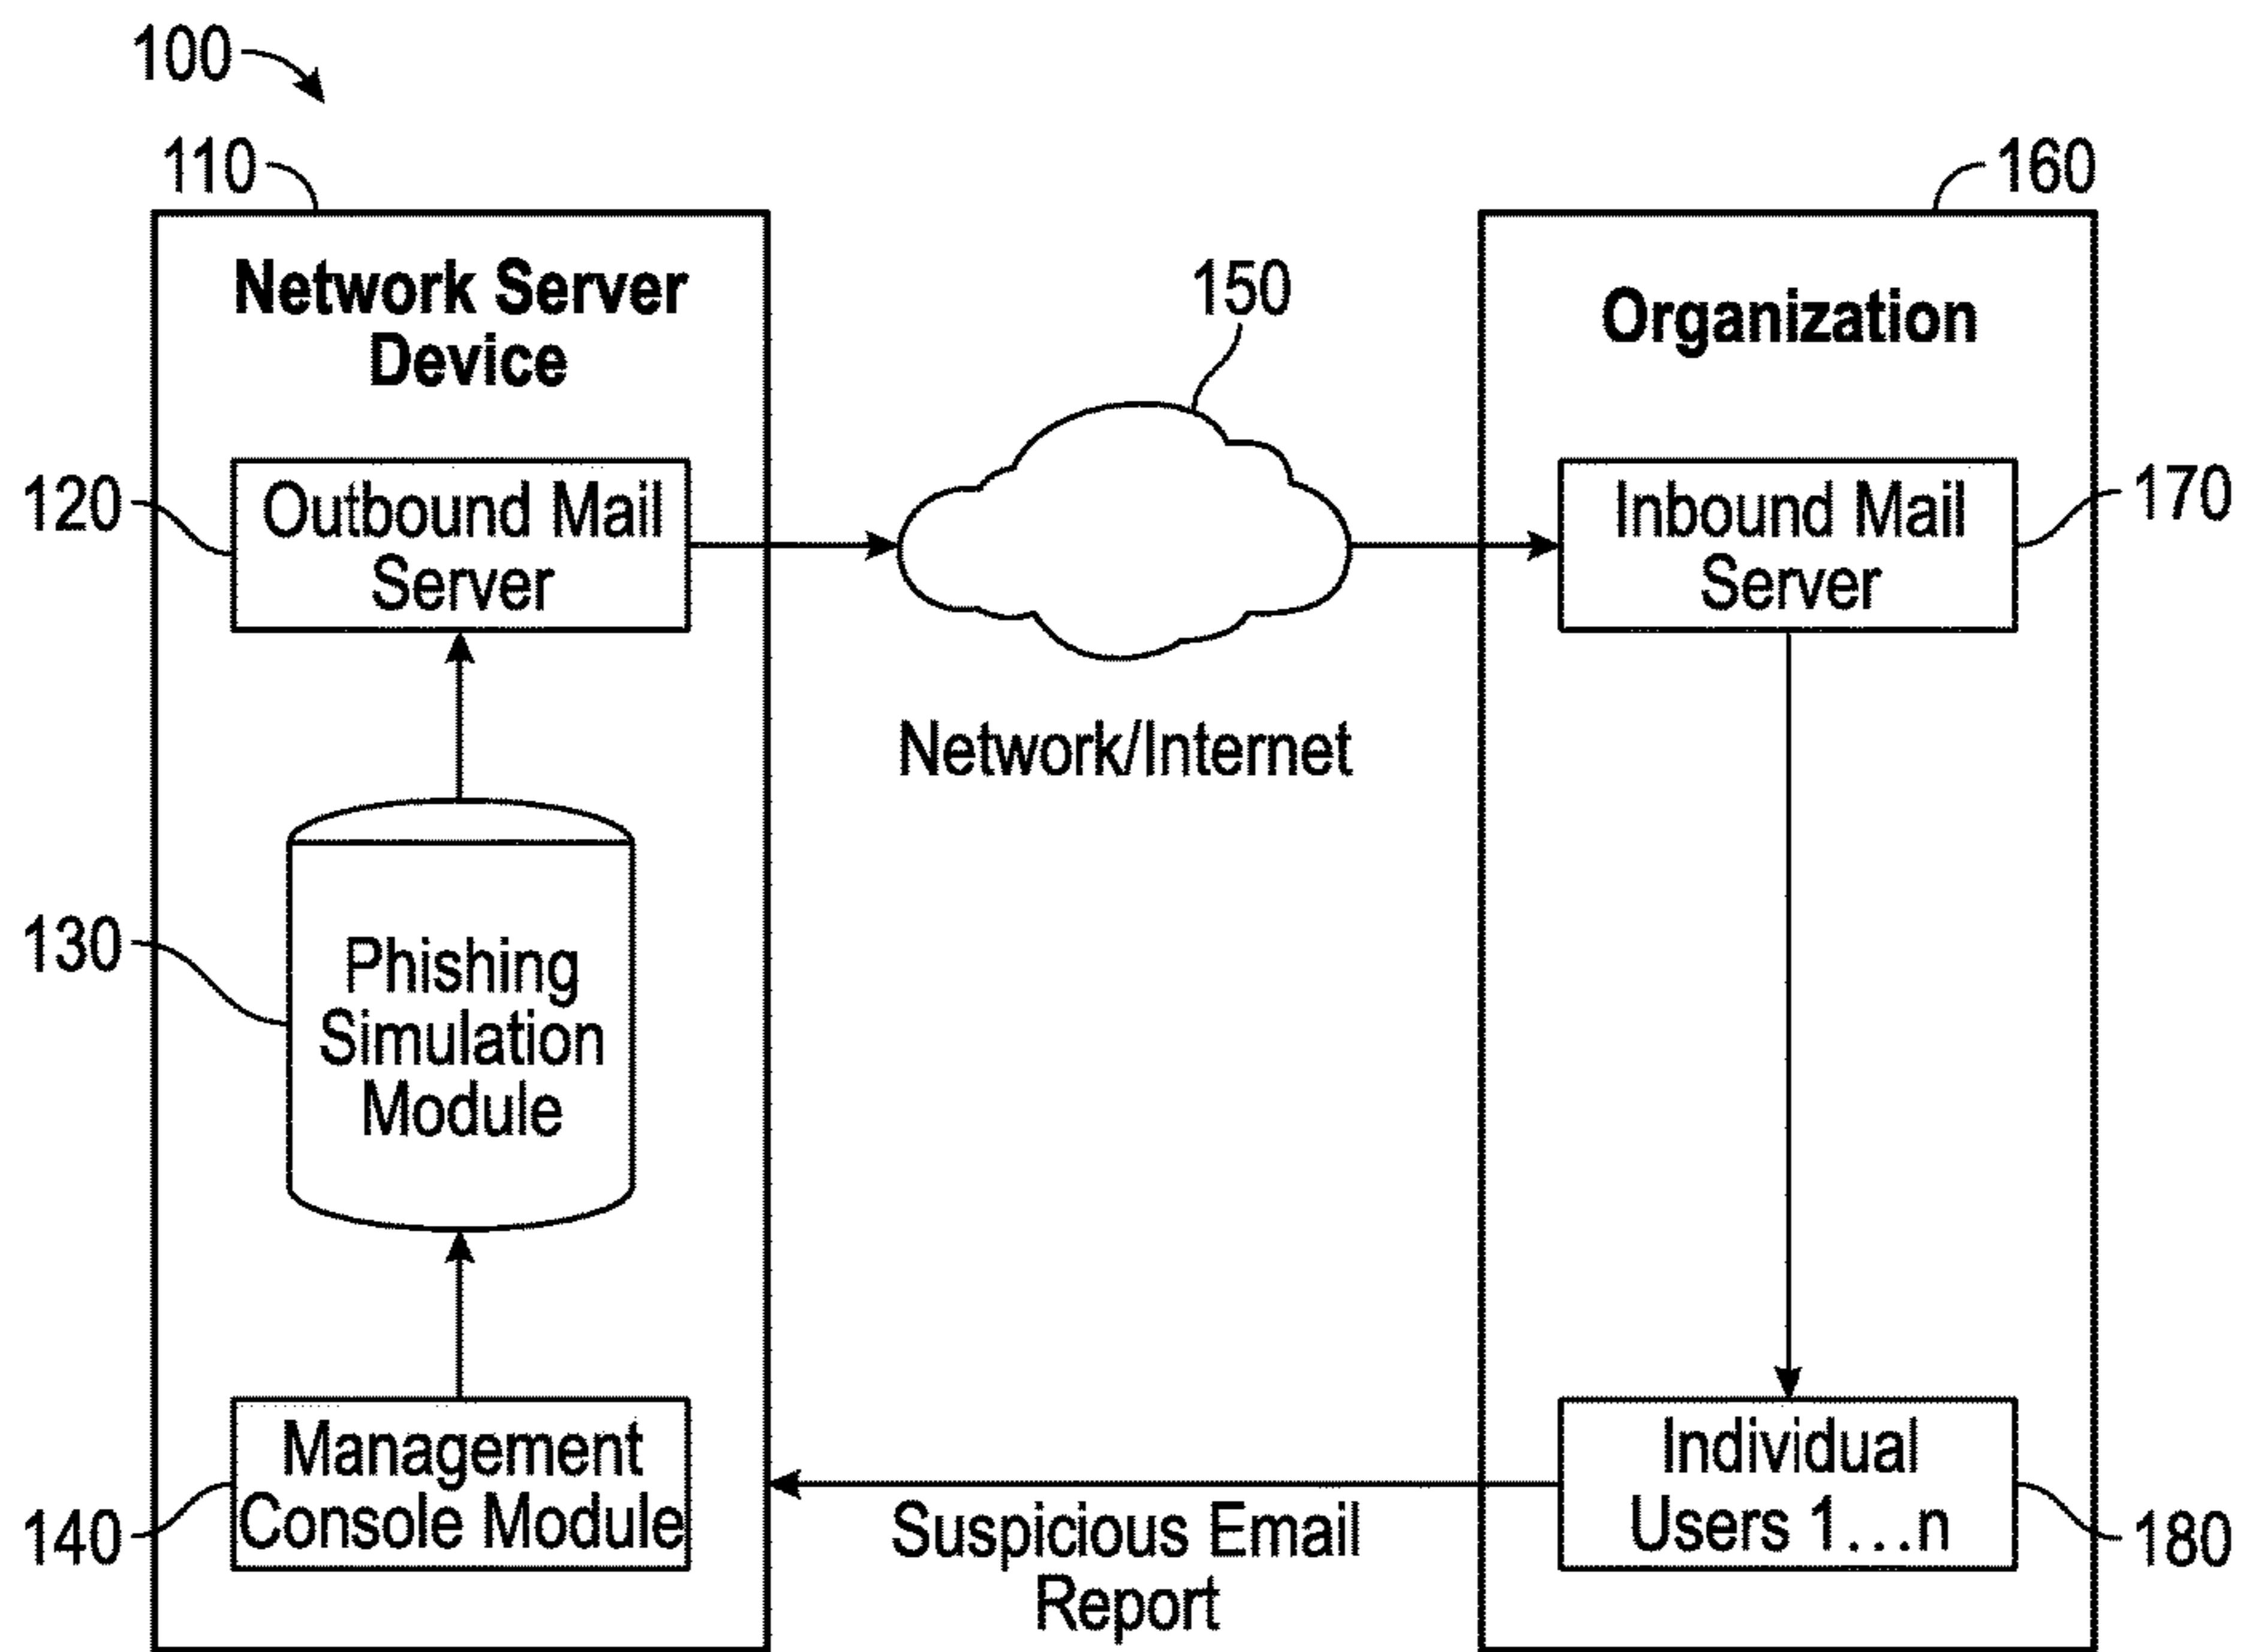 100
110
160
Network Server
Device
150
Organization
120
Outbound Mail
Server
Inbound Mail
Server
170
Network/Internet
130
Phishing
Simulation
Module
140
Management
Console Module
Suspicious Email
Report
Individual
Users 1...n
180